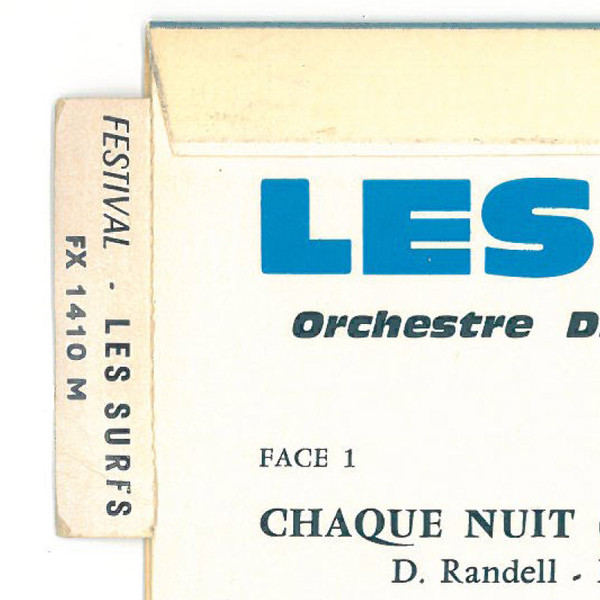 FESTIVAL - LES SURFS
FX 1410 M
LES
Orchestre D
FACE 1
CHAQUE NUIT (
D. Randell -